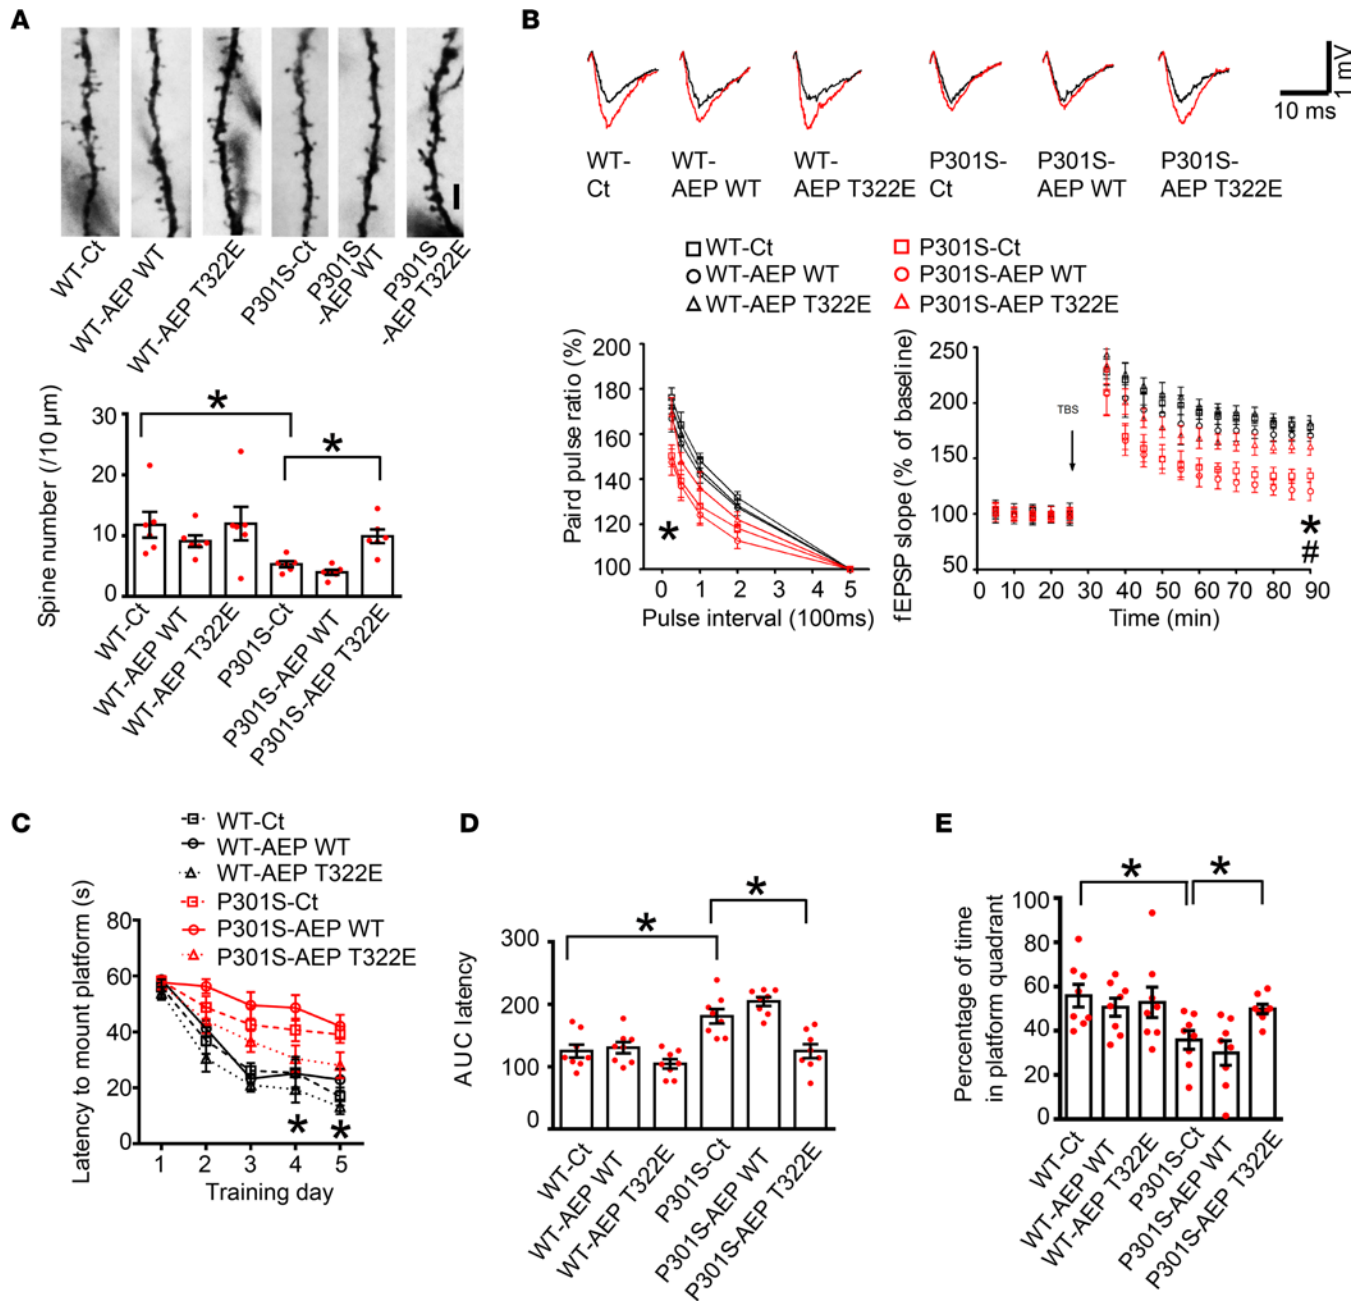 A
WT-Ct
WT-AEP WT
WT-AEP T322E
P301S-Ct
P301S
-AEP WT
P301S
-AEP T322E
*
*
Spine number (/10 µm)
30
20
10
0
WT-Ct
WT-AEP WT
WT-AEP T322E
P301S-Ct
P301S-AEP WT
P301S-AEP T322E
B
10 ms
1 mV
WT-
Ct
WT-
AEP WT
WT-
AEP T322E
P301S-
Ct
P301S-
AEP WT
P301S-
AEP T322E
WT-Ct
WT-AEP WT
WT-AEP T322E
P301S-Ct
P301S-AEP WT
P301S-AEP T322E
Paird pulse ratio (%)
200
180
160
140
120
100
*
0 1 2 3 4 5
Pulse interval (100ms)
fEPSP slope (% of baseline)
250
200
150
100
50
TBS
*
#
0 10 20 30 40 50 60 70 80 90
Time (min)
C
WT-Ct
WT-AEP WT
WT-AEP T322E
P301S-Ct
P301S-AEP WT
P301S-AEP T322E
Latency to mount platform (s)
80
60
40
20
0
* *
1 2 3 4 5
Training day
D
*
*
AUC latency
300
200
100
0
WT-Ct
WT-AEP WT
WT-AEP T322E
P301S-Ct
P301S-AEP WT
P301S-AEP T322E
E
* *
Percentage of time
in platform quadrant
100
80
60
40
20
0
WT-Ct
WT-AEP WT
WT-AEP T322E
P301S-Ct
P301S-AEP WT
P301S-AEP T322E